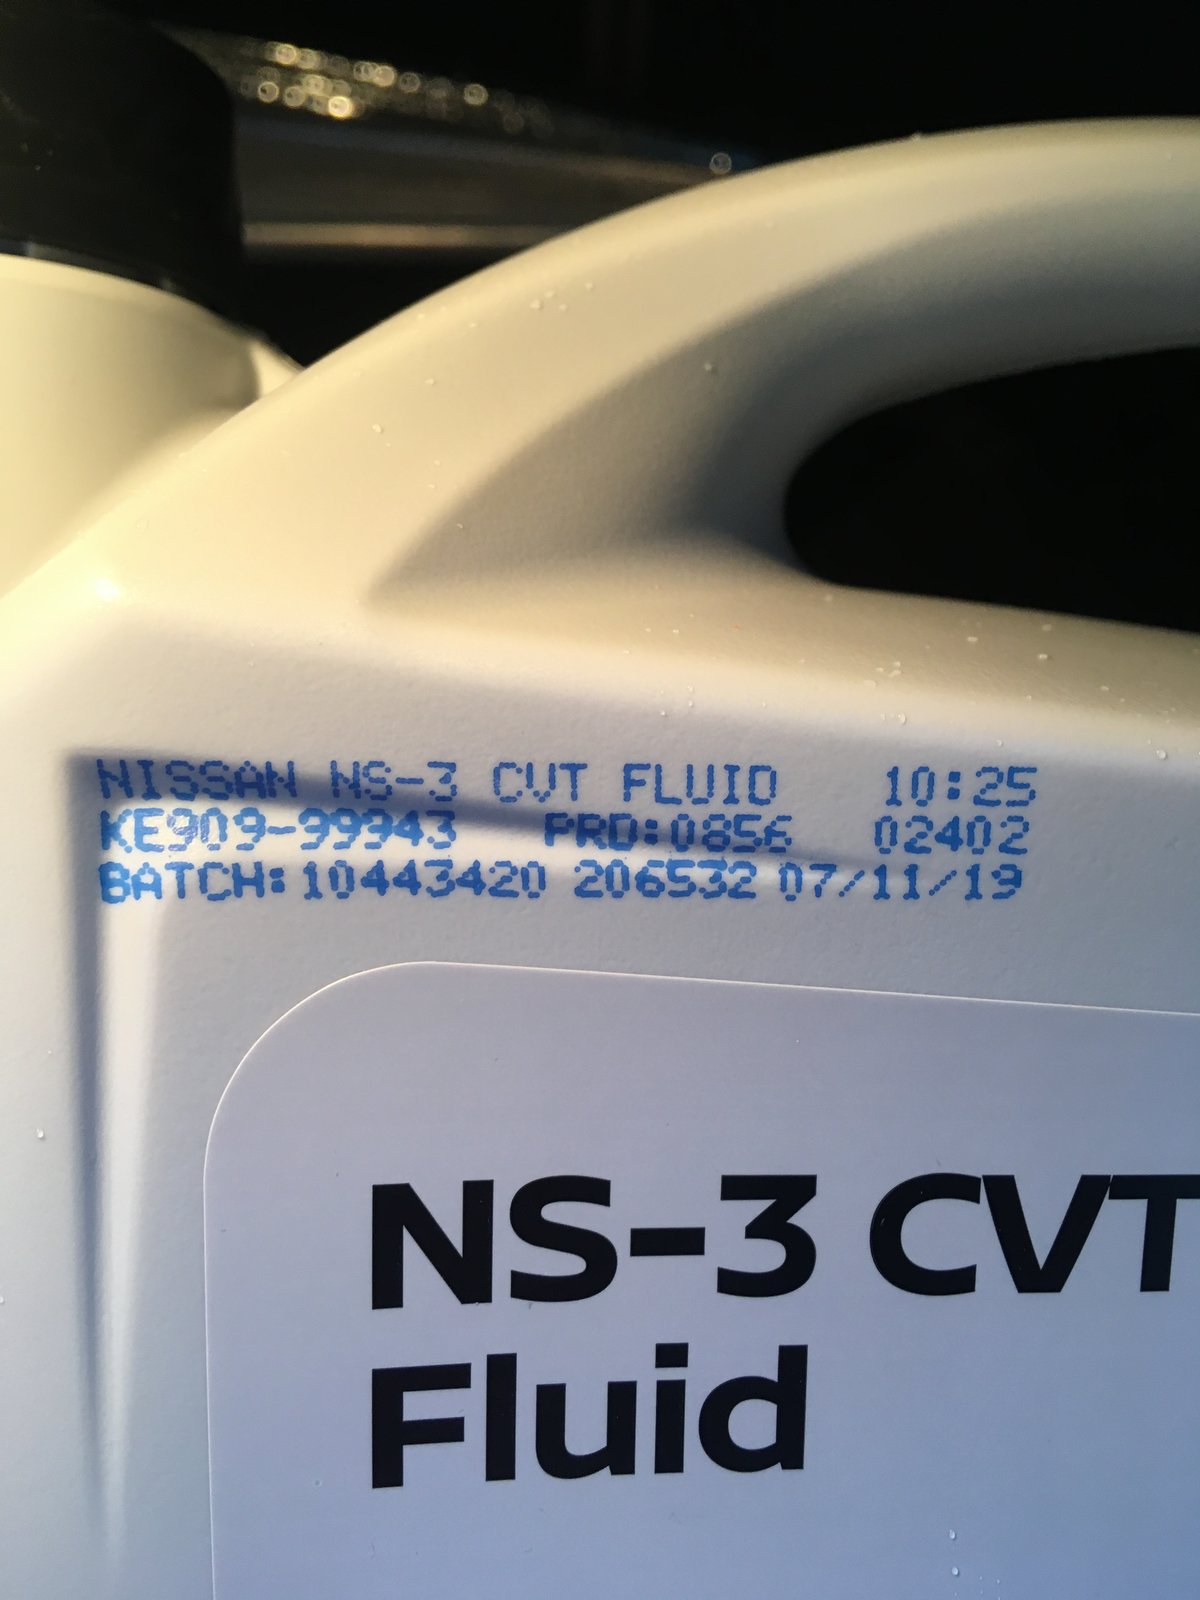 NISSAN NS-3 CVT FLUID 10:25
KE909-99943 PRD:0856 02402
BATCH:10443420 206532 07/11/19
NS-3 CVT
Fluid